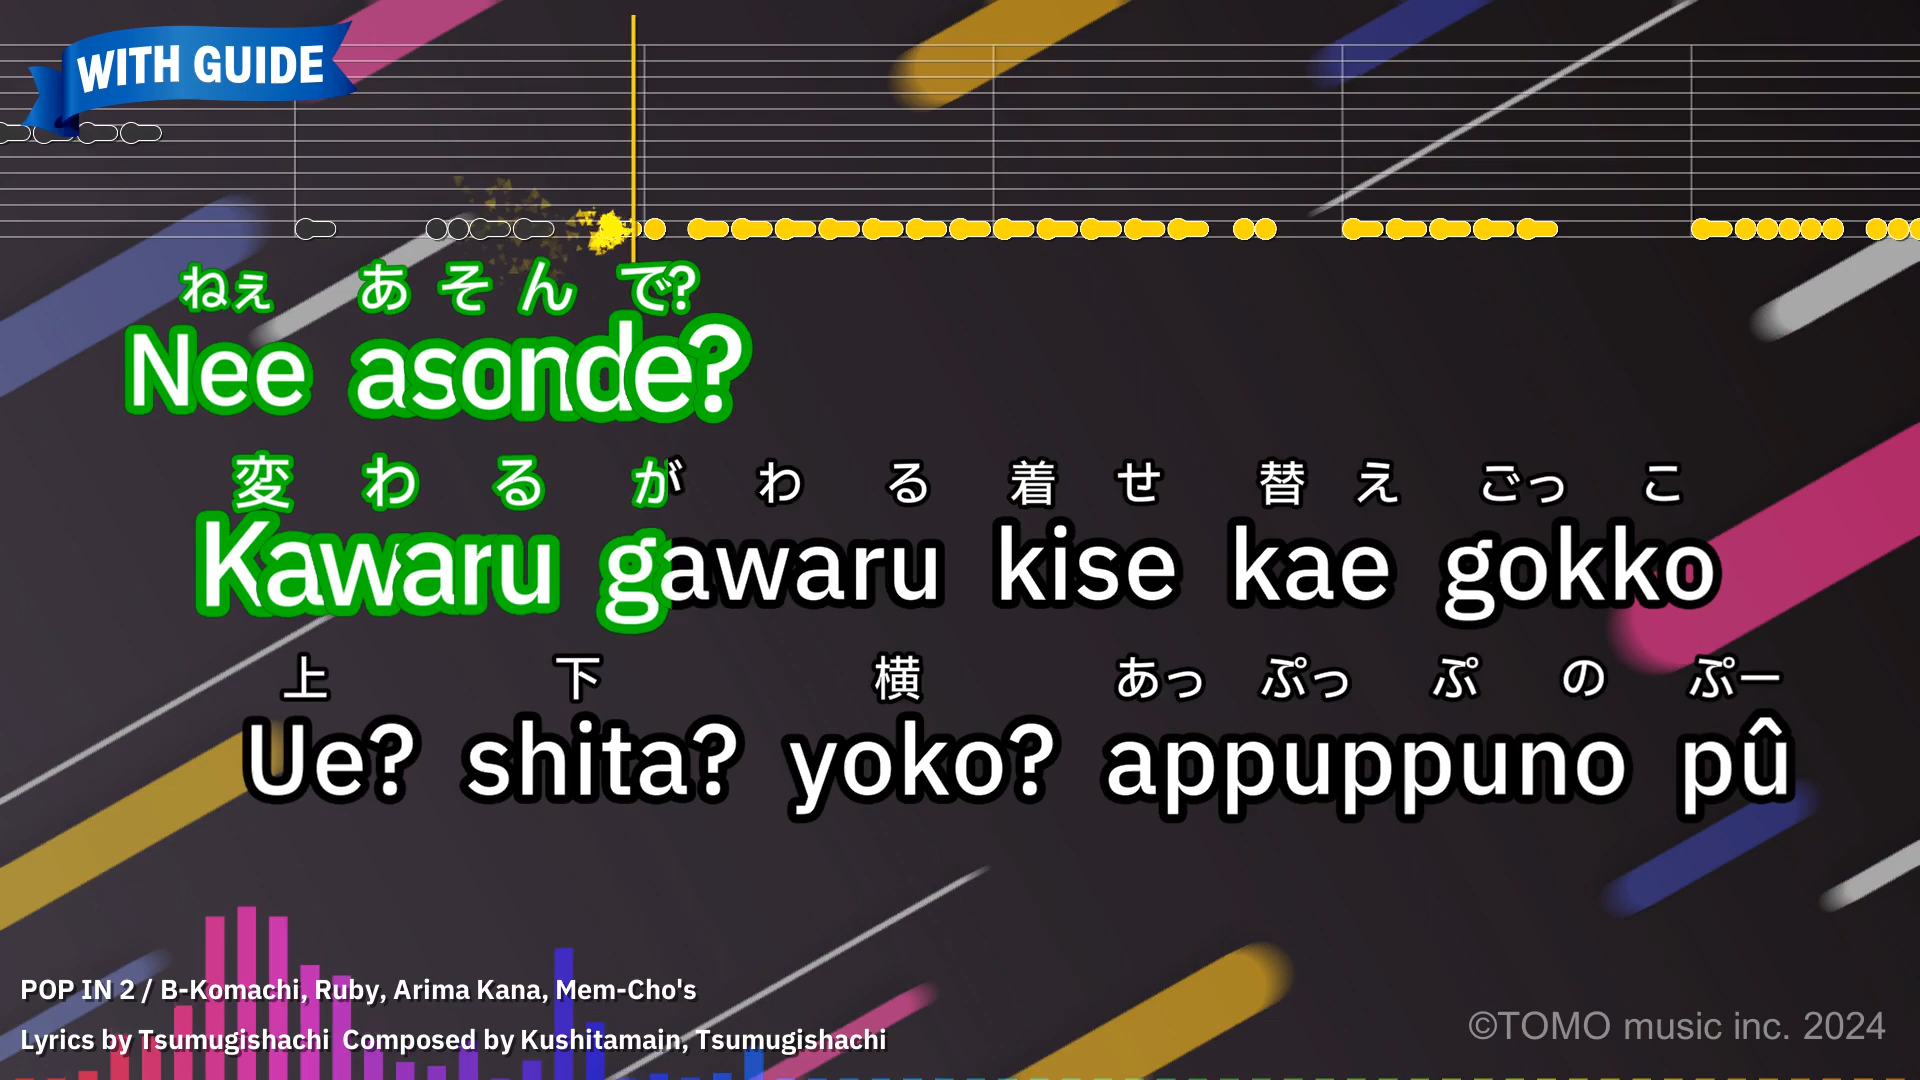 WITH GUIDE
ねぇ あそんで?
Nee asonde?
変わるがわる着せ替えごっこ
Kawaru gawaru kise kae gokko
上 下 横 あっぷっぷのぷー
Ue? shita? yoko? appuppuno pû
POP IN 2 / B-Komachi, Ruby, Arima Kana, Mem-Cho's
Lyrics by Tsumugishachi Composed by Kushitamain, Tsumugishachi
©TOMO music inc. 2024